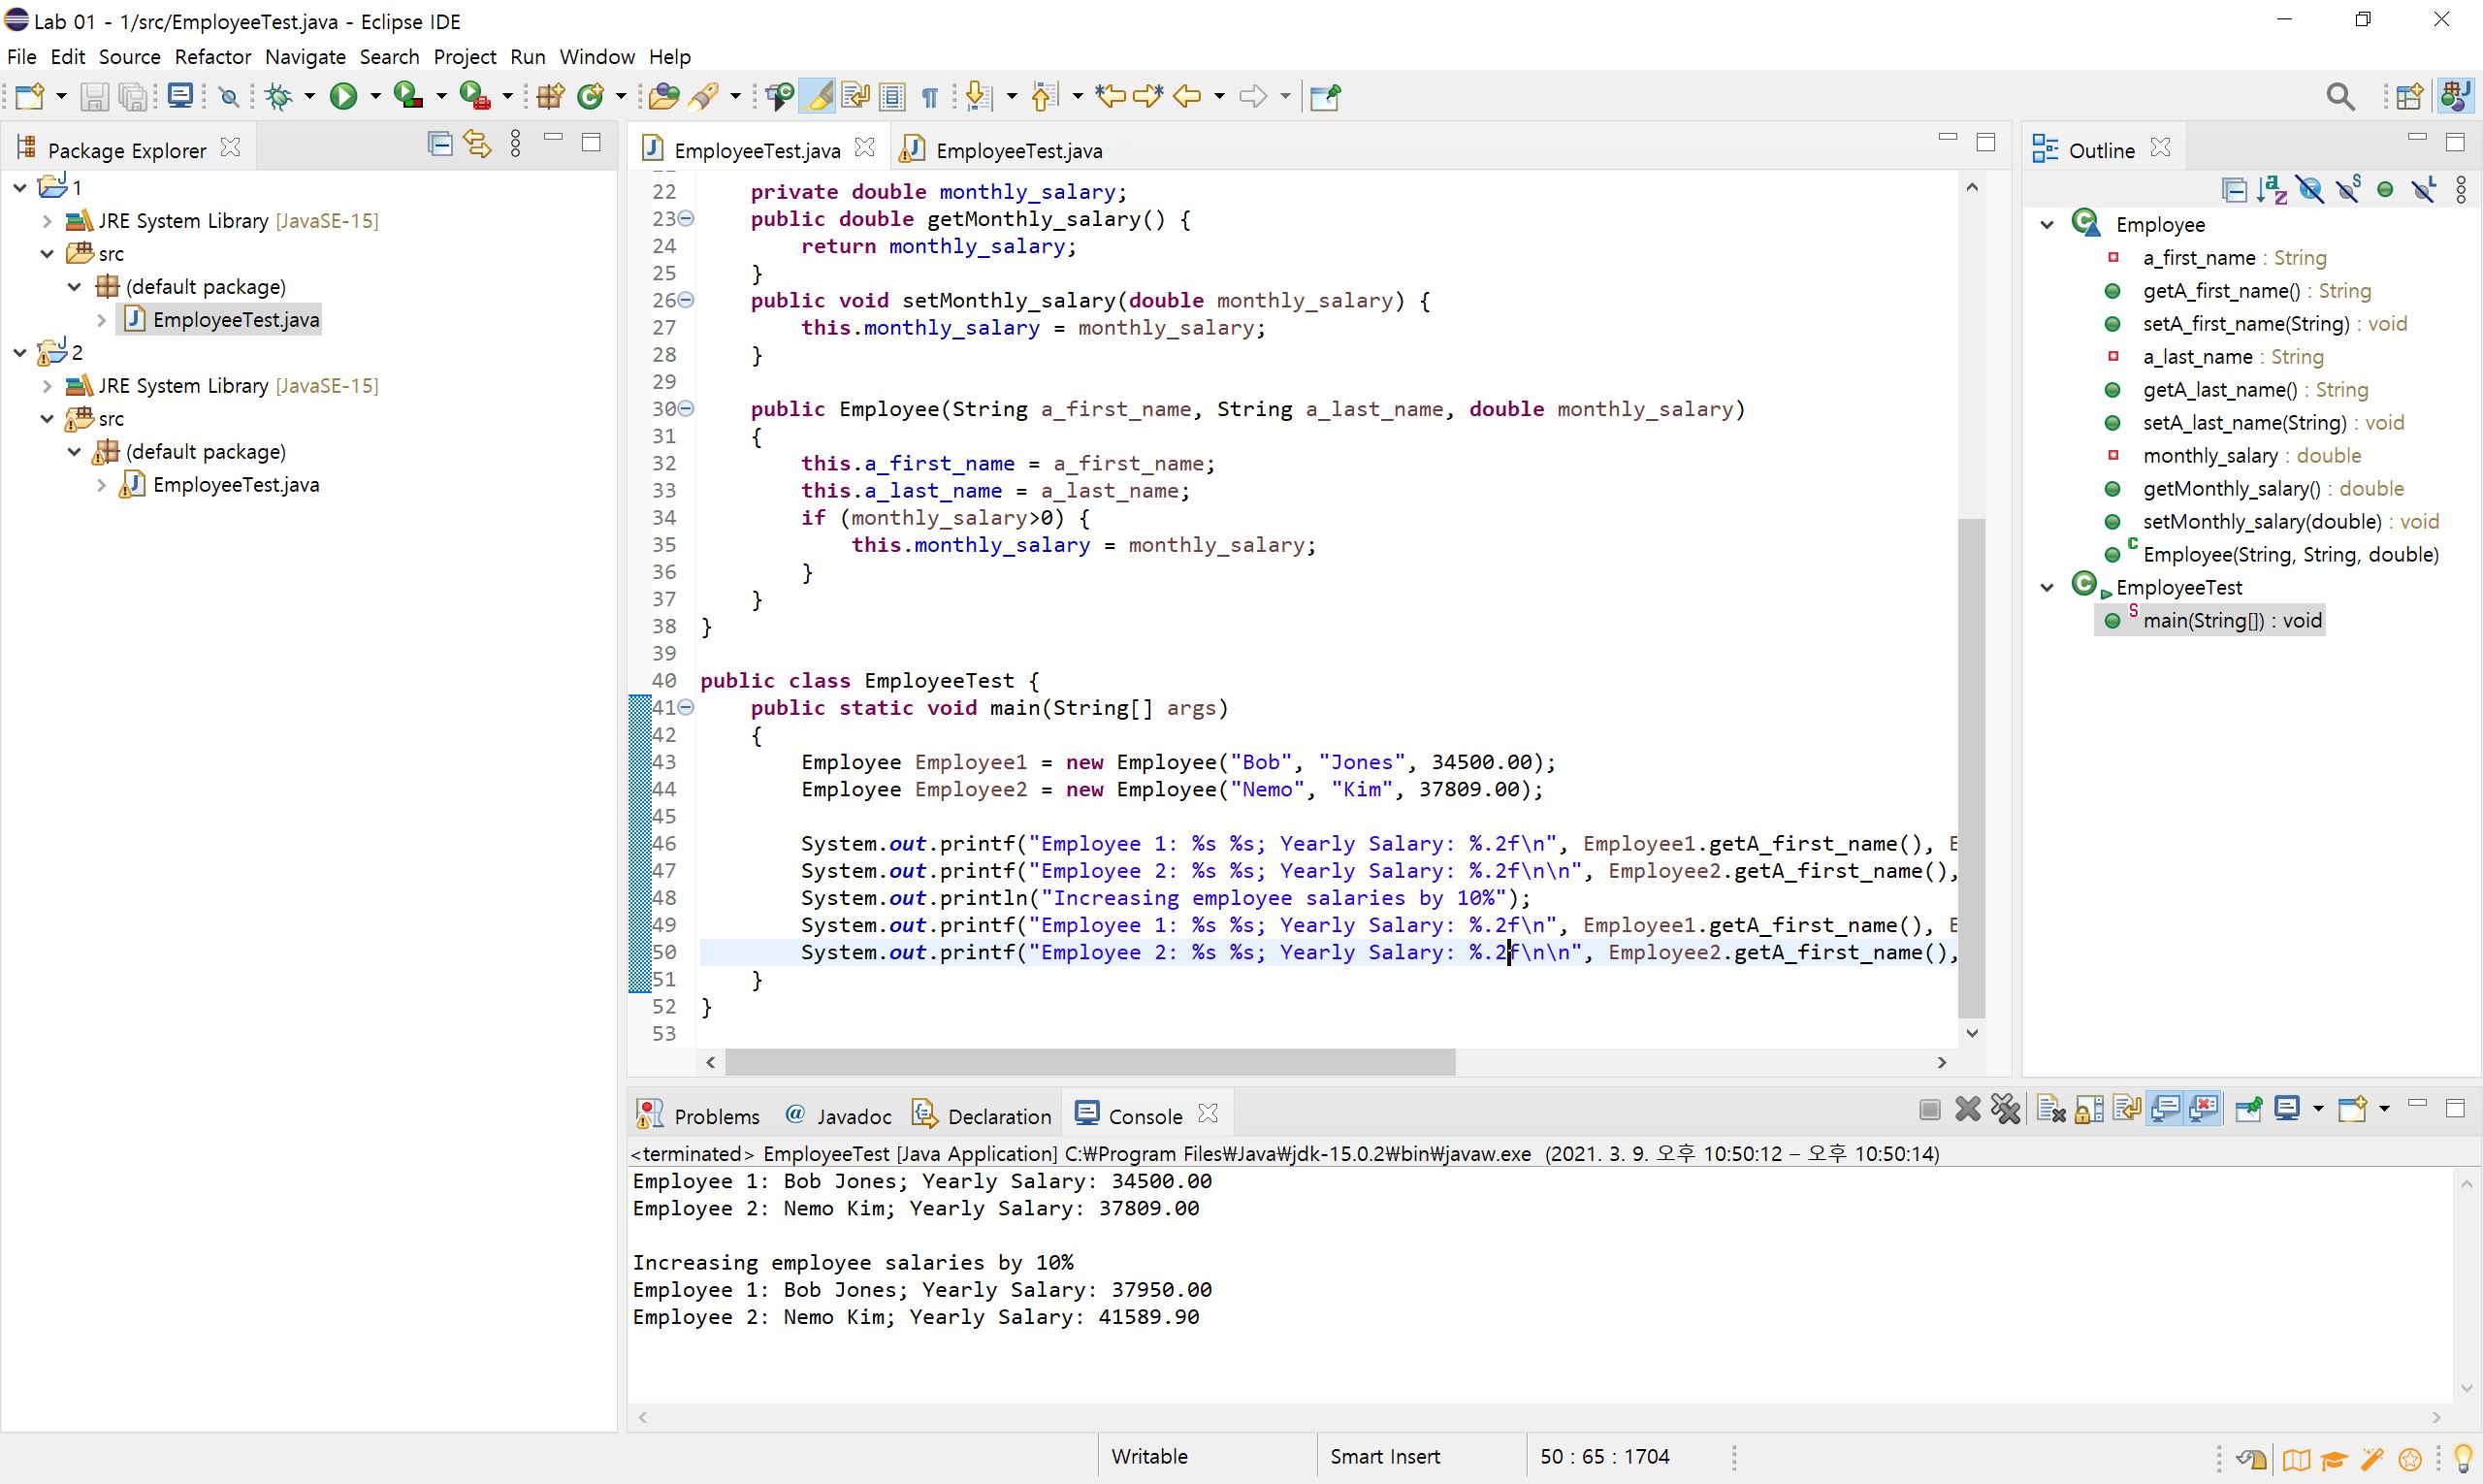 Lab 01 - 1/src/EmployeeTest.java - Eclipse IDE
File Edit Source Refactor Navigate Search Project Run Window Help
Package Explorer
1
JRE System Library [JavaSE-15]
src
(default package)
EmployeeTest.java
2
JRE System Library [JavaSE-15]
src
(default package)
EmployeeTest.java
EmployeeTest.java
EmployeeTest.java
22 private double monthly_salary;
23 public double getMonthly_salary() {
24 return monthly_salary;
25 }
26 public void setMonthly_salary(double monthly_salary) {
27 this.monthly_salary = monthly_salary;
28 }
29
30 public Employee(String a_first_name, String a_last_name, double monthly_salary)
31 {
32 this.a_first_name = a_first_name;
33 this.a_last_name = a_last_name;
34 if (monthly_salary>0) {
35 this.monthly_salary = monthly_salary;
36 }
37 }
38 }
39
40 public class EmployeeTest {
41 public static void main(String[] args)
42 {
43 Employee Employee1 = new Employee("Bob", "Jones", 34500.00);
44 Employee Employee2 = new Employee("Nemo", "Kim", 37809.00);
45
46 System.out.printf("Employee 1: %s %s; Yearly Salary: %.2f\n", Employee1.getA_first_name(), E
47 System.out.printf("Employee 2: %s %s; Yearly Salary: %.2f\n\n", Employee2.getA_first_name(),
48 System.out.println("Increasing employee salaries by 10%");
49 System.out.printf("Employee 1: %s %s; Yearly Salary: %.2f\n", Employee1.getA_first_name(), E
50 System.out.printf("Employee 2: %s %s; Yearly Salary: %.2f\n\n", Employee2.getA_first_name(),
51 }
52 }
53
Outline
Employee
a_first_name : String
getA_first_name() : String
setA_first_name(String) : void
a_last_name : String
getA_last_name() : String
setA_last_name(String) : void
monthly_salary : double
getMonthly_salary() : double
setMonthly_salary(double) : void
Employee(String, String, double)
EmployeeTest
main(String[]) : void
Problems Javadoc Declaration Console
<terminated> EmployeeTest [Java Application] C:₩Program Files₩Java₩jdk-15.0.2₩bin₩javaw.exe (2021. 3. 9. 오후 10:50:12 – 오후 10:50:14)
Employee 1: Bob Jones; Yearly Salary: 34500.00
Employee 2: Nemo Kim; Yearly Salary: 37809.00

Increasing employee salaries by 10%
Employee 1: Bob Jones; Yearly Salary: 37950.00
Employee 2: Nemo Kim; Yearly Salary: 41589.90
Writable Smart Insert 50 : 65 : 1704